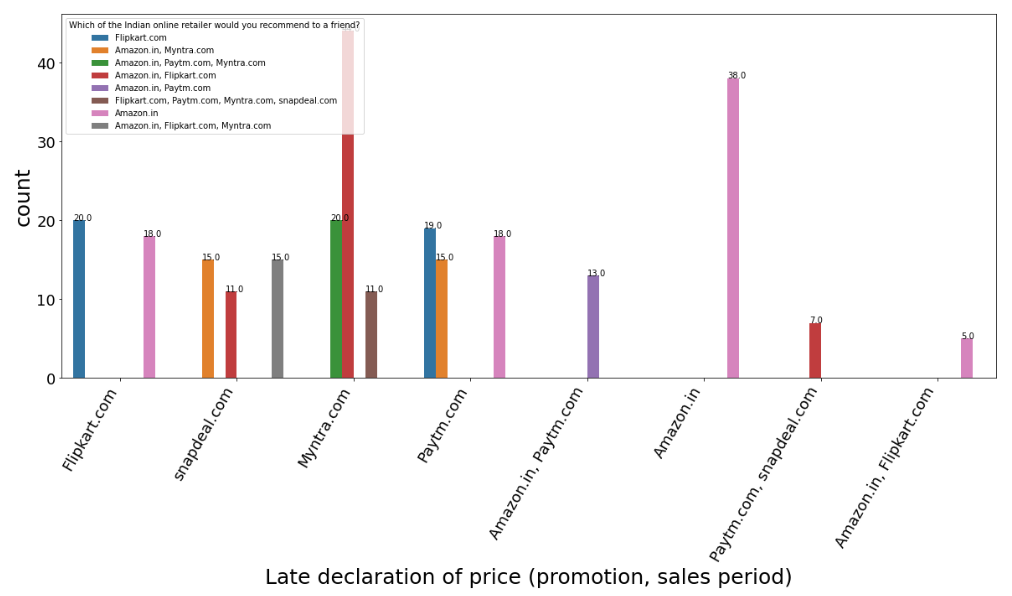 Which of the Indian online retailer would you recommend to a friend?
Flipkart.com
Amazon.in, Myntra.com
Amazon.in, Paytm.com, Myntra.com
Amazon.in, Flipkart.com
Amazon.in, Paytm.com
Flipkart.com, Paytm.com, Myntra.com, snapdeal.com
Amazon.in
Amazon.in, Flipkart.com, Myntra.com
count
40
30
20
10
0
20.0
18.0
15.0
11.0
15.0
20.0
11.0
19.0
15.0
18.0
13.0
38.0
7.0
5.0
Flipkart.com
snapdeal.com
Myntra.com
Paytm.com
Amazon.in, Paytm.com
Amazon.in
Paytm.com, snapdeal.com
Amazon.in, Flipkart.com
Late declaration of price (promotion, sales period)